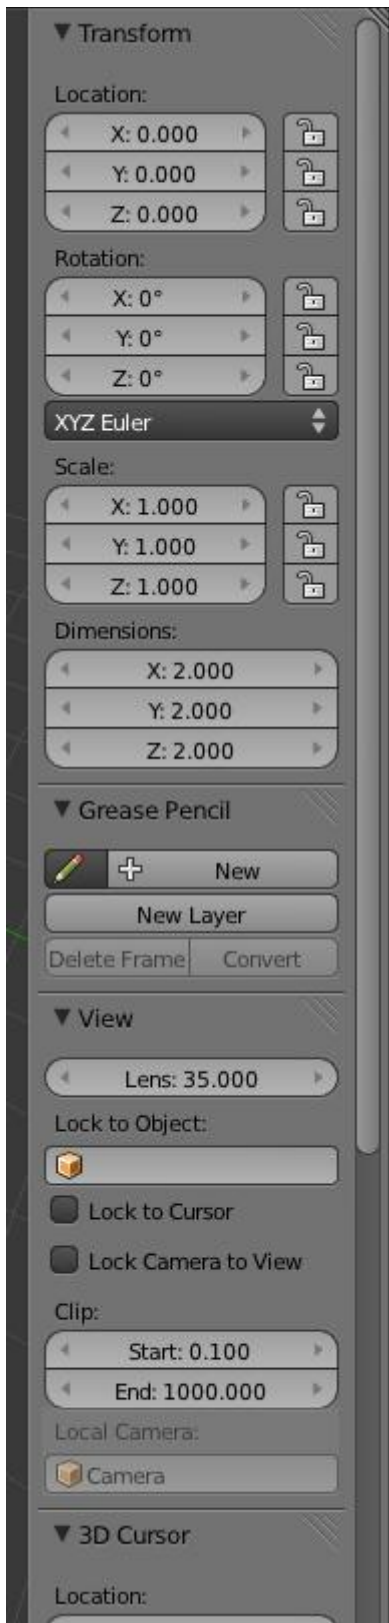 Transform
Location:
X: 0.000
Y: 0.000
Z: 0.000
Rotation:
X: 0°
Y: 0°
Z: 0°
XYZ Euler
Scale:
X: 1.000
Y: 1.000
Z: 1.000
Dimensions:
X: 2.000
Y: 2.000
Z: 2.000
Grease Pencil
New
New Layer
Delete Frame Convert
View
Lens: 35.000
Lock to Object:
Lock to Cursor
Lock Camera to View
Clip:
Start: 0.100
End: 1000.000
Local Camera:
Camera
3D Cursor
Location: